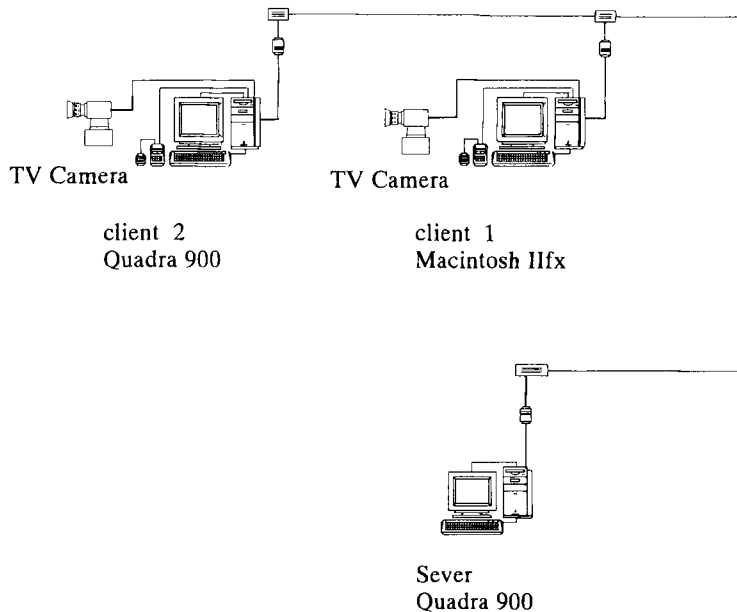 TV Camera
TV Camera
client 2
Quadra 900
client 1
Macintosh IIfx
Sever
Quadra 900